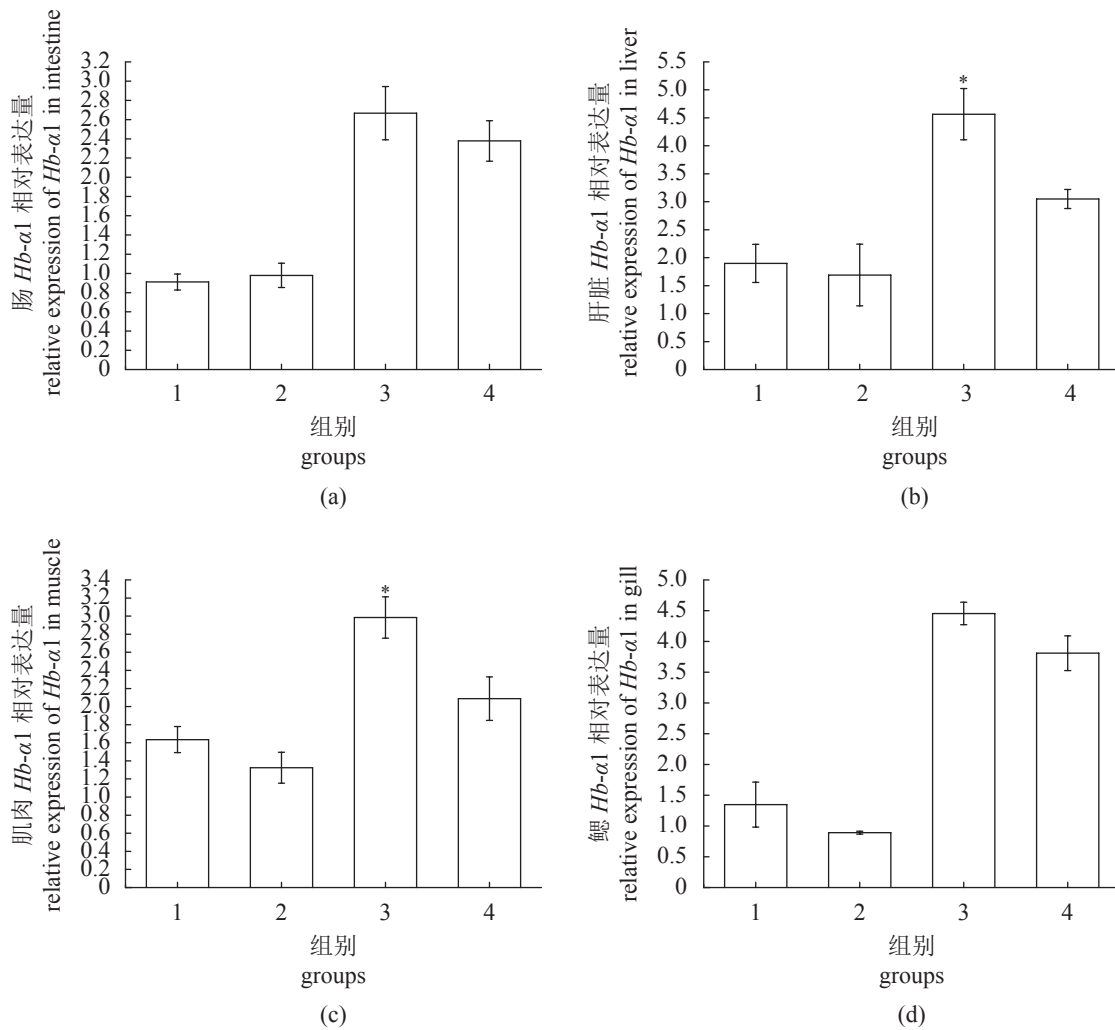 肠 Hb-α1 相对表达量
relative expression of Hb-α1 in intestine
3.2
3.0
2.8
2.6
2.4
2.2
2.0
1.8
1.6
1.4
1.2
1.0
0.8
0.6
0.4
0.2
0
1 2 3 4
组别
groups
(a)
肝脏 Hb-α1 相对表达量
relative expression of Hb-α1 in liver
5.5
5.0
4.5
4.0
3.5
3.0
2.5
2.0
1.5
1.0
0.5
0
*
1 2 3 4
组别
groups
(b)
肌肉 Hb-α1 相对表达量
relative expression of Hb-α1 in muscle
3.4
3.0
2.8
2.6
2.4
2.2
2.0
1.8
1.6
1.4
1.2
1.0
0.8
0.6
0.4
0.2
0
*
1 2 3 4
组别
groups
(c)
鳃 Hb-α1 相对表达量
relative expression of Hb-α1 in gill
5.0
4.5
4.0
3.5
3.0
2.5
2.0
1.5
1.0
0.5
0
1 2 3 4
组别
groups
(d)